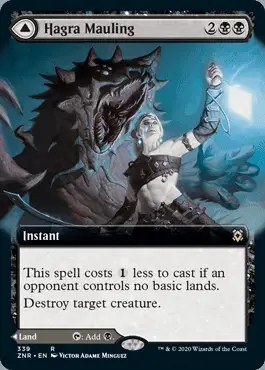 Hagra Mauling 2
Instant
This spell costs 1 less to cast if an
opponent controls no basic lands.
Destroy target creature.
Land : Add .
339 R
ZNR • EN Victor Adame Minguez
™ & © 2020 Wizards of the Coast